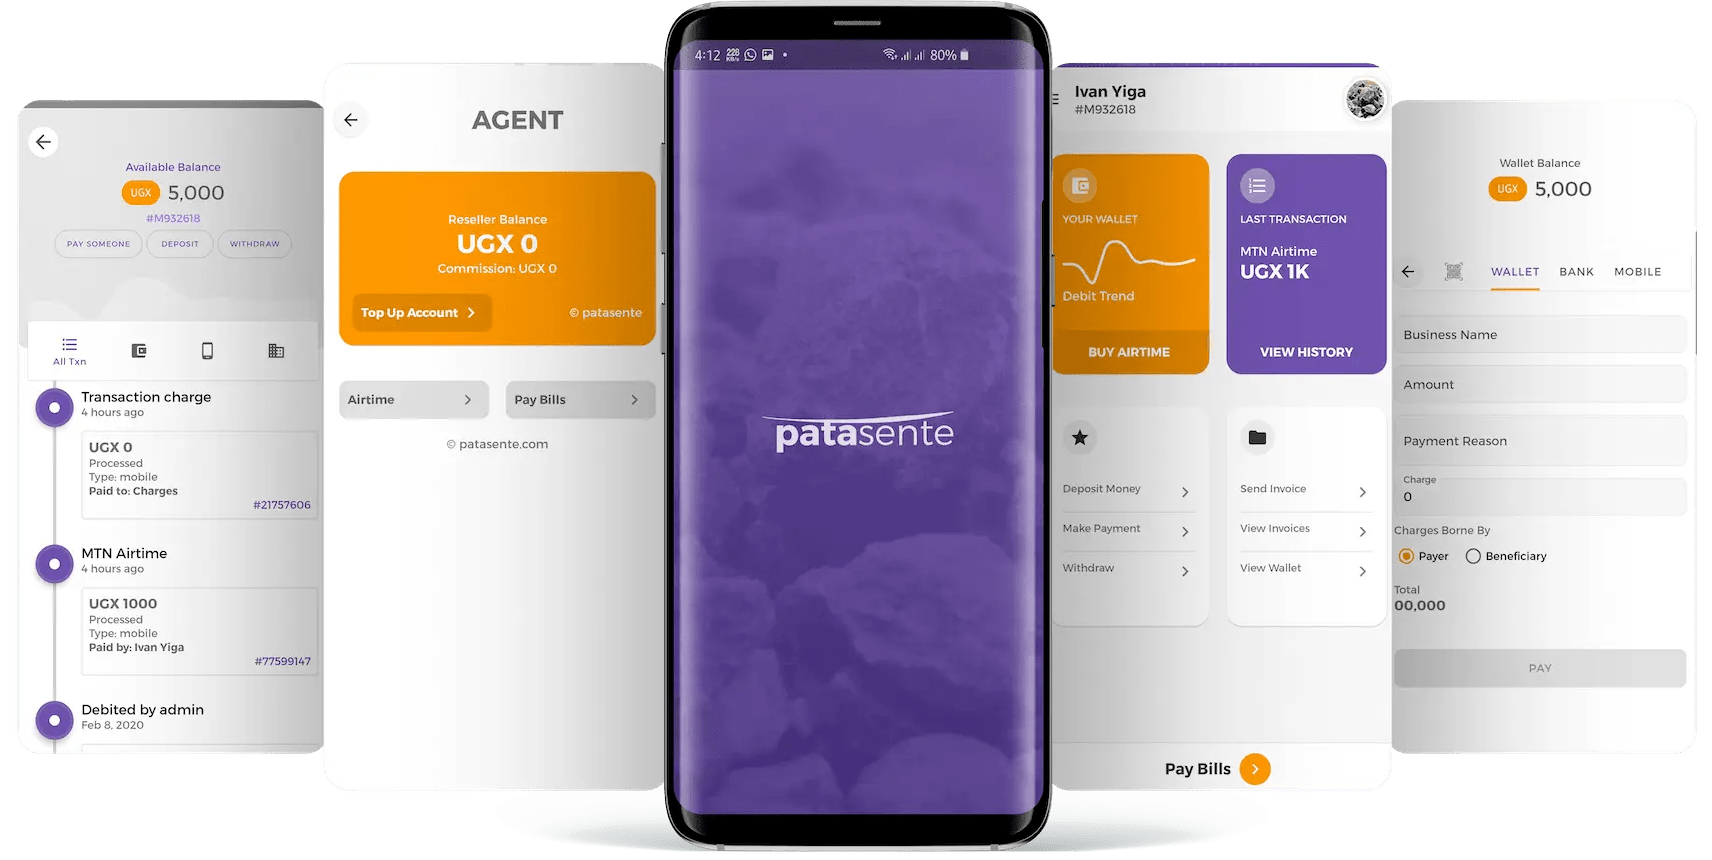 Available Balance
UGX 5,000
#M932618
PAY SOMEONE DEPOSIT WITHDRAW
All Txn
Transaction charge
4 hours ago
UGX 0
Processed
Type: mobile
Paid to: Charges
#21757606
MTN Airtime
4 hours ago
UGX 1000
Processed
Type: mobile
Paid by: Ivan Yiga
#77599147
Debited by admin
Feb 8, 2020
AGENT
Reseller Balance
UGX 0
Commission: UGX 0
Top Up Account
© patasente
Airtime
Pay Bills
© patasente.com
4:12 228 KB/s 80%
patasente
Ivan Yiga
#M932618
YOUR WALLET
Debit Trend
BUY AIRTIME
LAST TRANSACTION
MTN Airtime
UGX 1K
VIEW HISTORY
Deposit Money
Make Payment
Withdraw
Send Invoice
View Invoices
View Wallet
Pay Bills
Wallet Balance
UGX 5,000
WALLET BANK MOBILE
Business Name
Amount
Payment Reason
Charge
0
Charges Borne By
Payer Beneficiary
Total
00,000
PAY